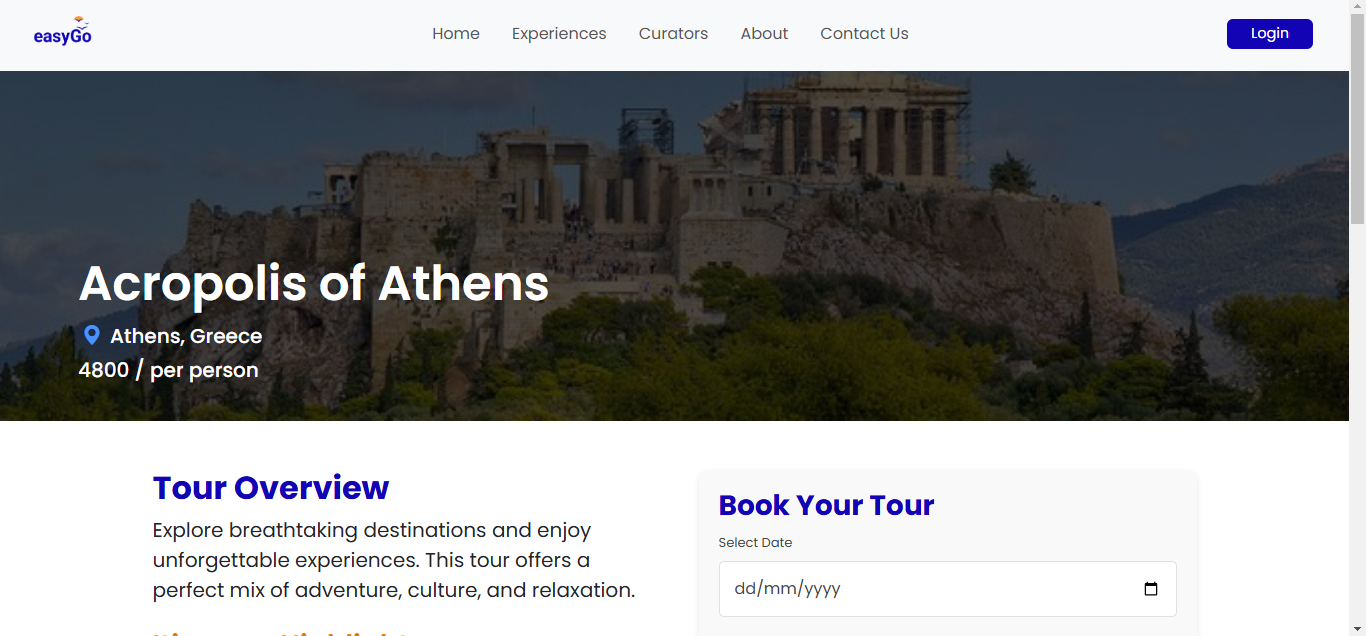 easyGo
Home
Experiences
Curators
About
Contact Us
Login
Acropolis of Athens
Athens, Greece
4800 / per person
Tour Overview
Explore breathtaking destinations and enjoy
unforgettable experiences. This tour offers a
perfect mix of adventure, culture, and relaxation.
Book Your Tour
Select Date
dd/mm/yyyy